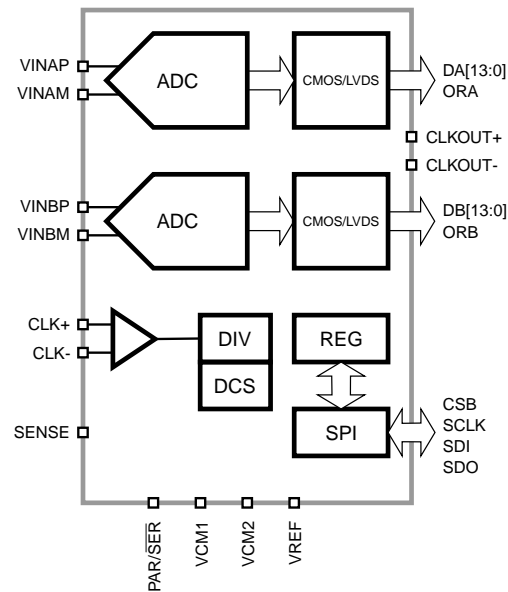 VINAP
VINAM
ADC
CMOS/LVDS
DA[13:0]
ORA
CLKOUT+
CLKOUT-
VINBP
VINBM
ADC
CMOS/LVDS
DB[13:0]
ORB
CLK+
CLK-
DIV
DCS
REG
SPI
CSB
SCLK
SDI
SDO
SENSE
PAR/SER
VCM1
VCM2
VREF